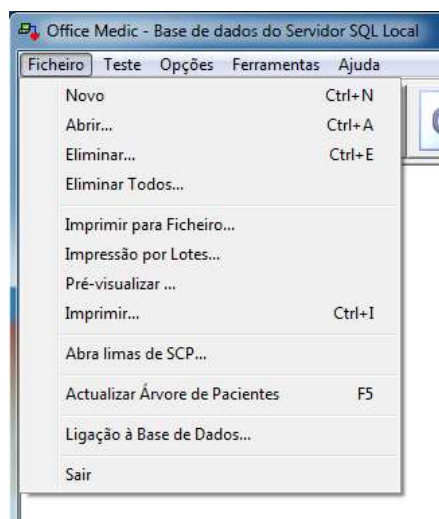 Office Medic - Base de dados do Servidor SQL Local
Ficheiro Teste Opções Ferramentas Ajuda
Novo Ctrl+N
Abrir... Ctrl+A
Eliminar... Ctrl+E
Eliminar Todos...
Imprimir para Ficheiro...
Impressão por Lotes...
Pré-visualizar ...
Imprimir... Ctrl+I
Abra limas de SCP...
Actualizar Árvore de Pacientes F5
Ligação à Base de Dados...
Sair